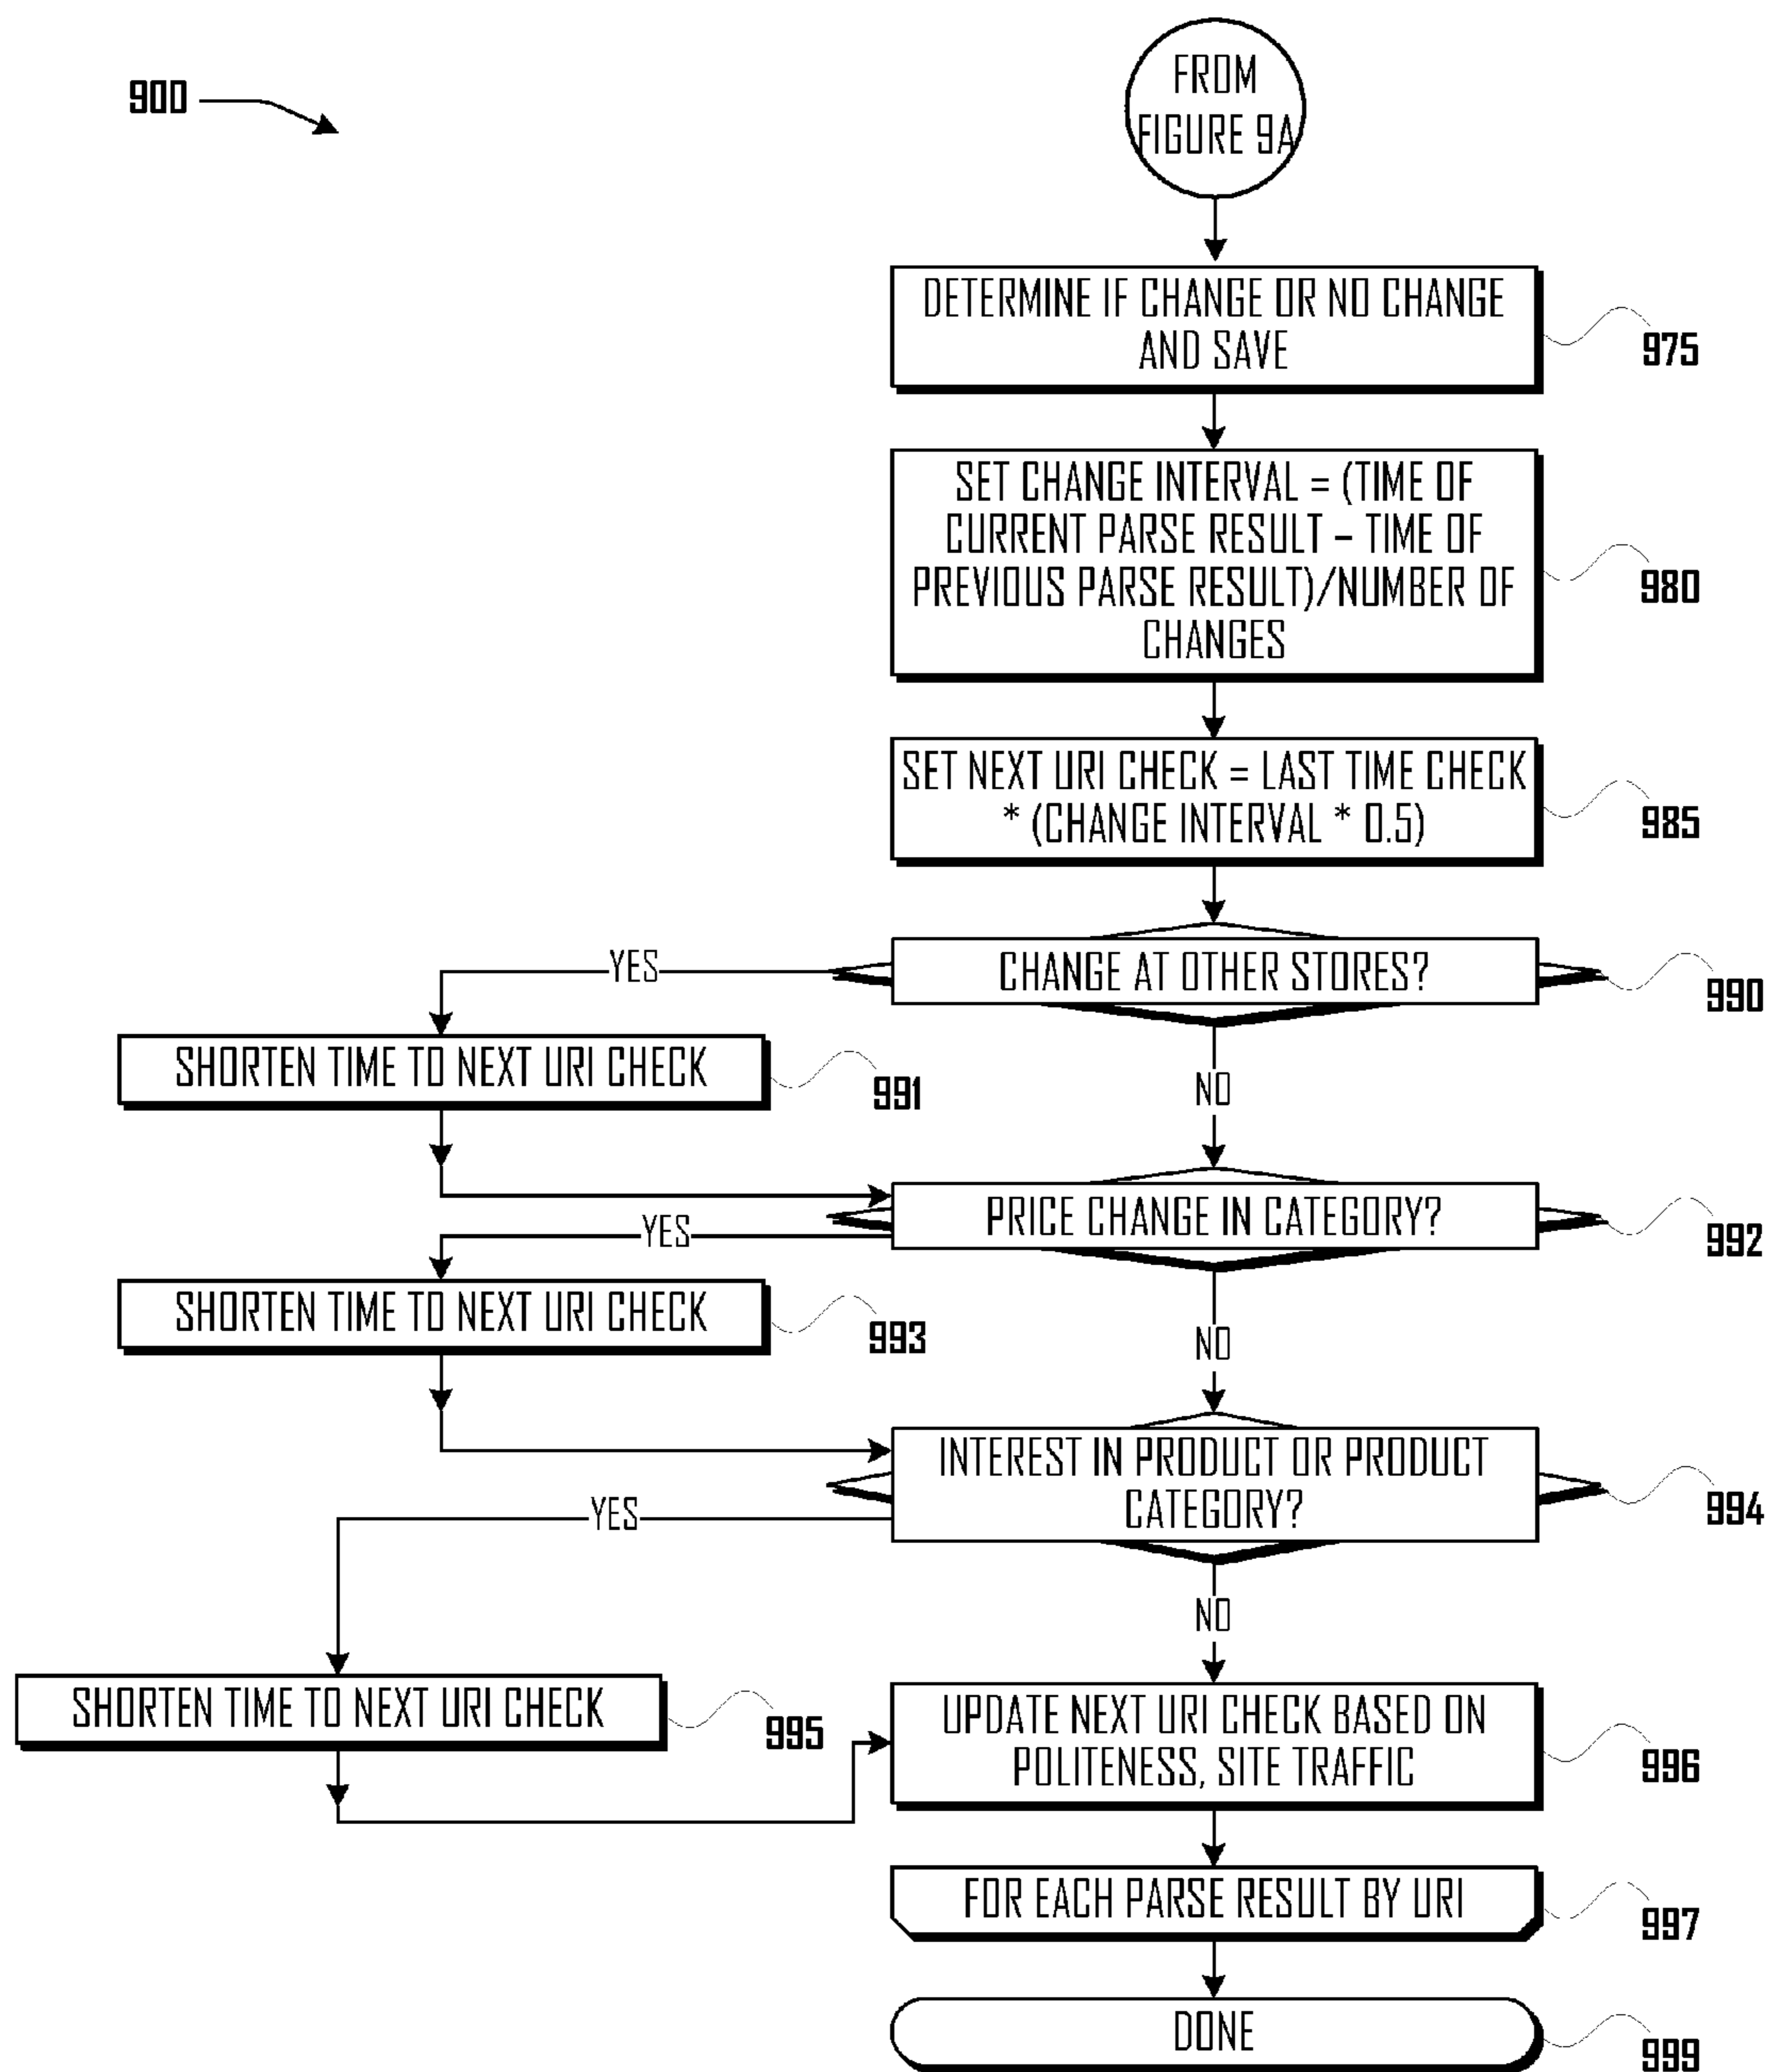 900
FROM
FIGURE 9A
DETERMINE IF CHANGE OR NO CHANGE
AND SAVE
975
SET CHANGE INTERVAL = (TIME OF
CURRENT PARSE RESULT – TIME OF
PREVIOUS PARSE RESULT)/NUMBER OF
CHANGES
980
SET NEXT URI CHECK = LAST TIME CHECK
* (CHANGE INTERVAL * 0.5)
985
CHANGE AT OTHER STORES?
990
YES
SHORTEN TIME TO NEXT URI CHECK
991
NO
PRICE CHANGE IN CATEGORY?
992
YES
SHORTEN TIME TO NEXT URI CHECK
993
NO
INTEREST IN PRODUCT OR PRODUCT
CATEGORY?
994
YES
NO
SHORTEN TIME TO NEXT URI CHECK
995
UPDATE NEXT URI CHECK BASED ON
POLITENESS, SITE TRAFFIC
996
FOR EACH PARSE RESULT BY URI
997
DONE
999